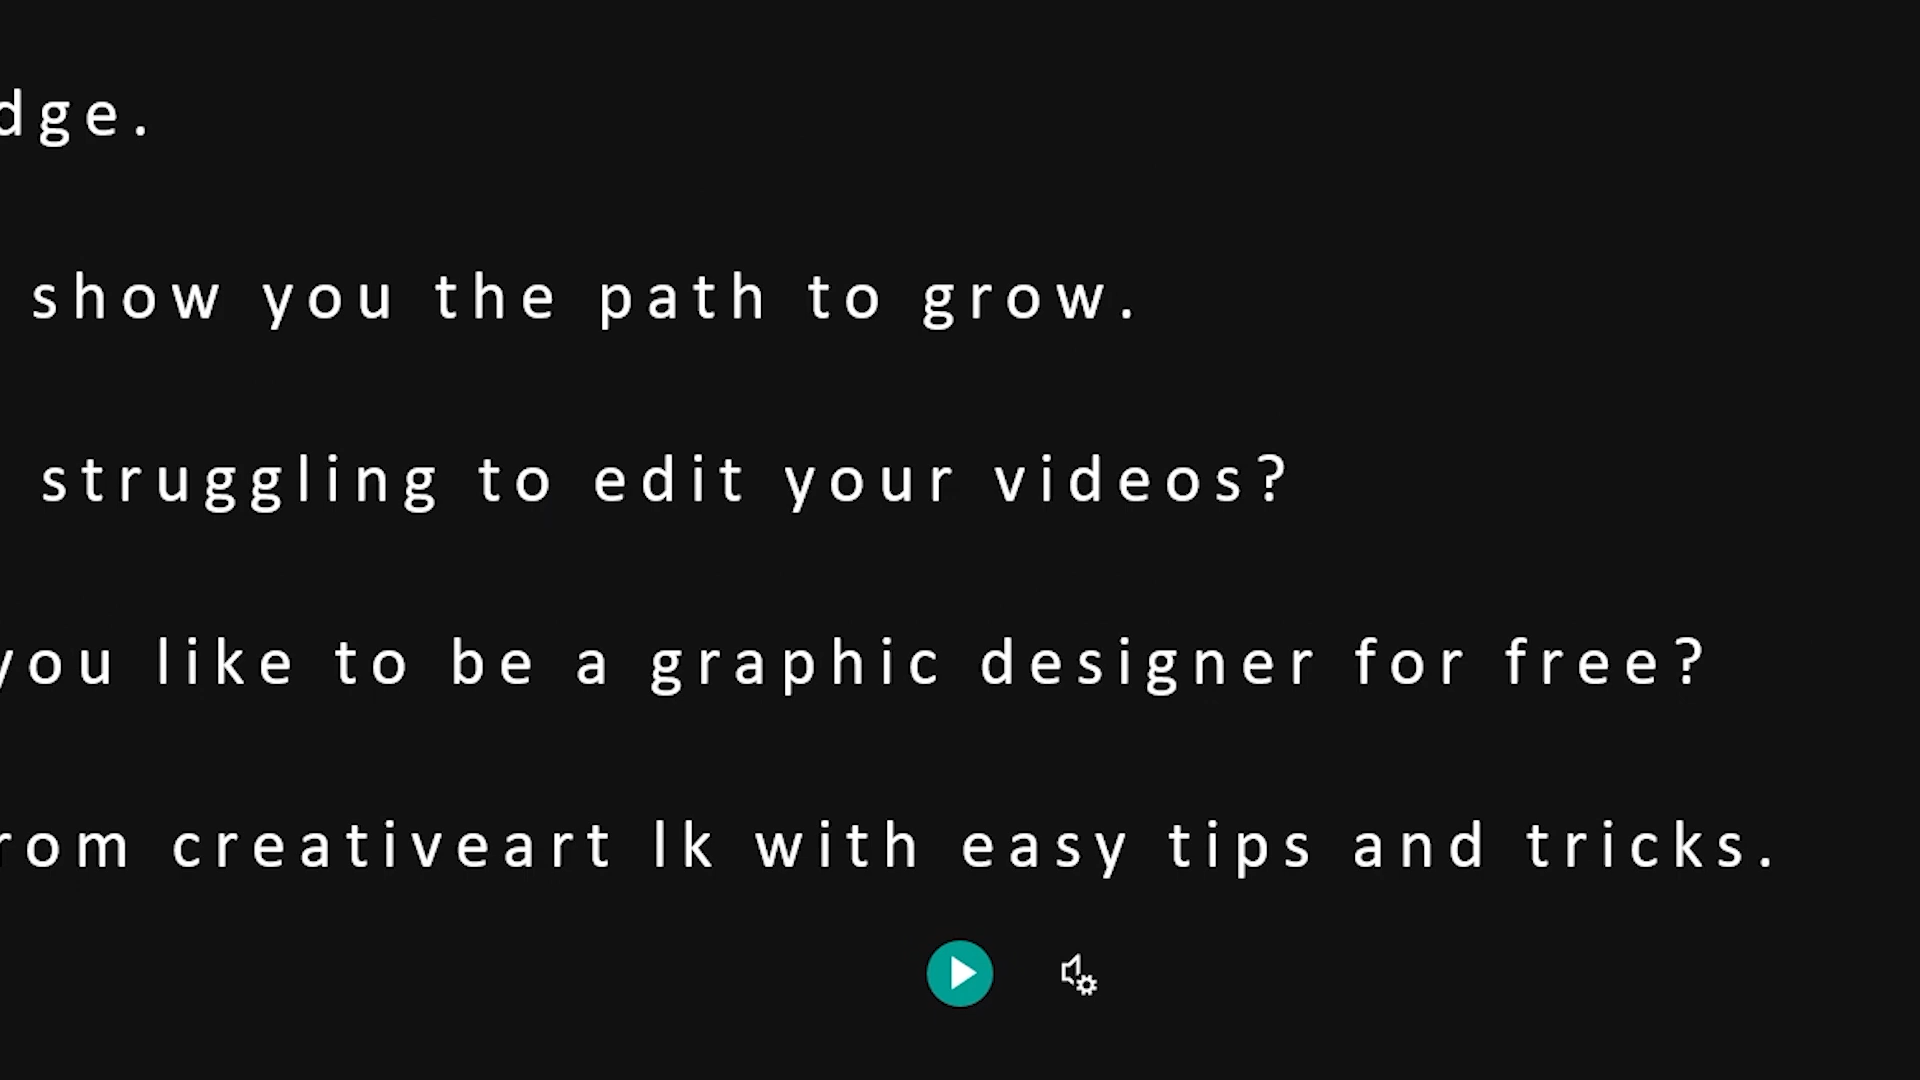 dge.
show you the path to grow.
struggling to edit your videos?
you like to be a graphic designer for free?
rom creativeart lk with easy tips and tricks.